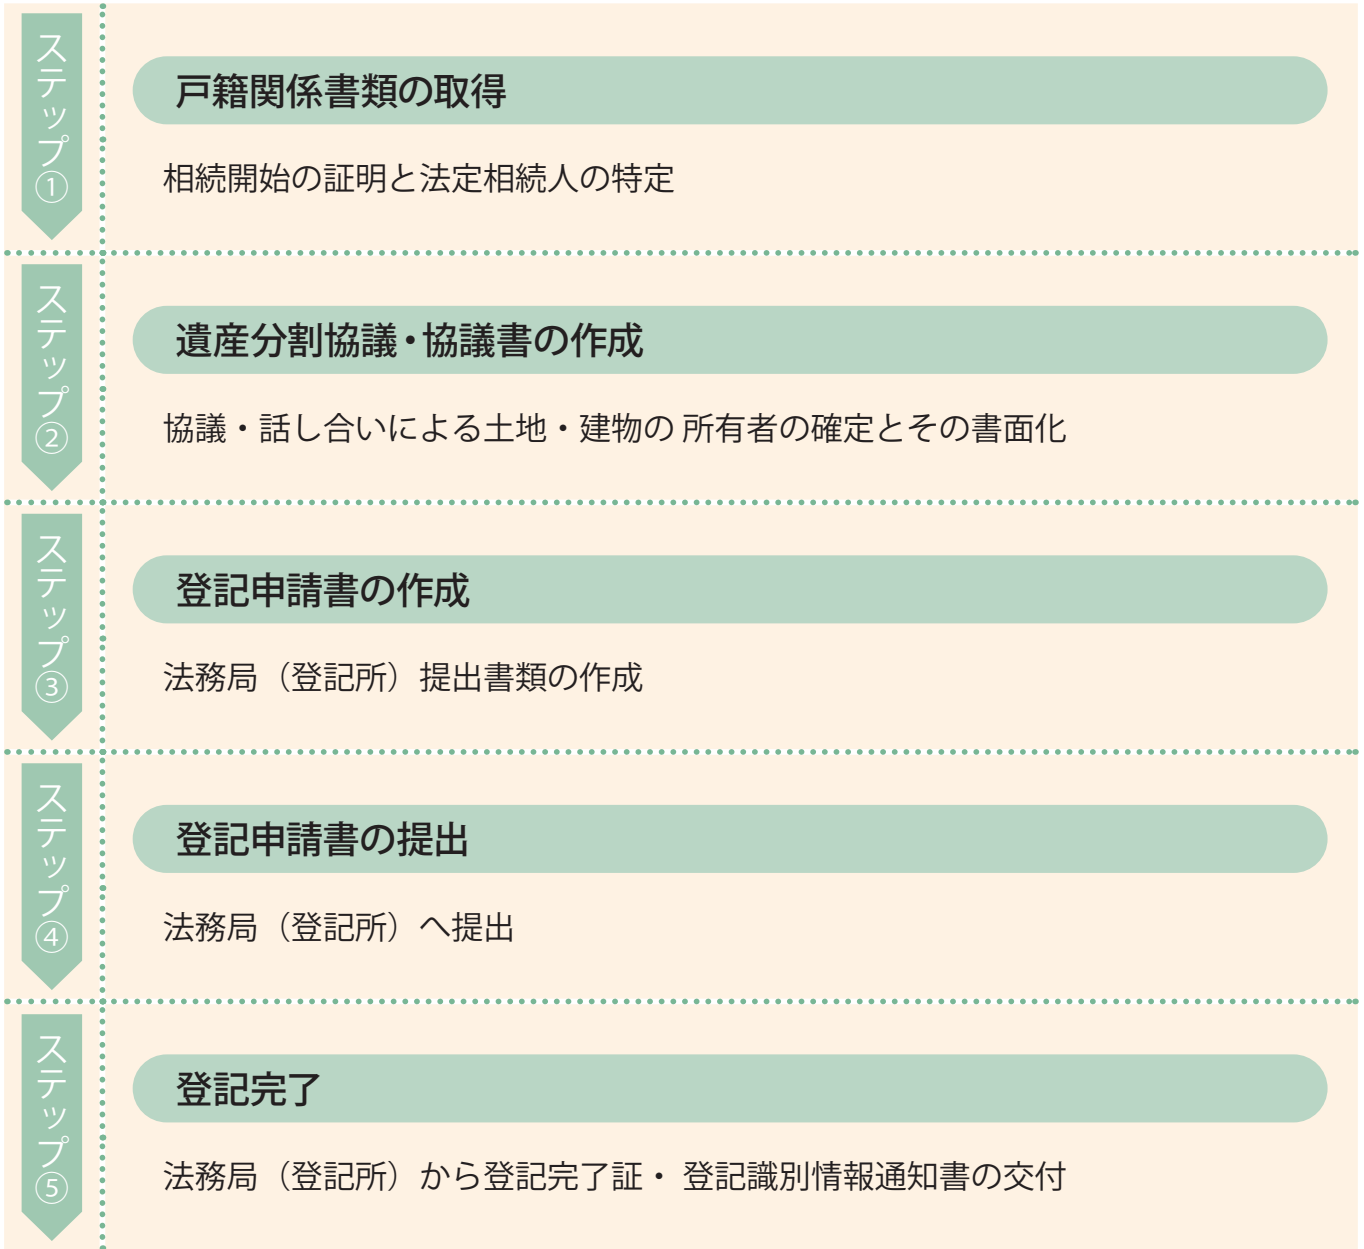 ステップ①
戸籍関係書類の取得
相続開始の証明と法定相続人の特定
ステップ②
遺産分割協議・協議書の作成
協議・話し合いによる土地・建物の 所有者の確定とその書面化
ステップ③
登記申請書の作成
法務局（登記所）提出書類の作成
ステップ④
登記申請書の提出
法務局（登記所）へ提出
ステップ⑤
登記完了
法務局（登記所）から登記完了証・ 登記識別情報通知書の交付